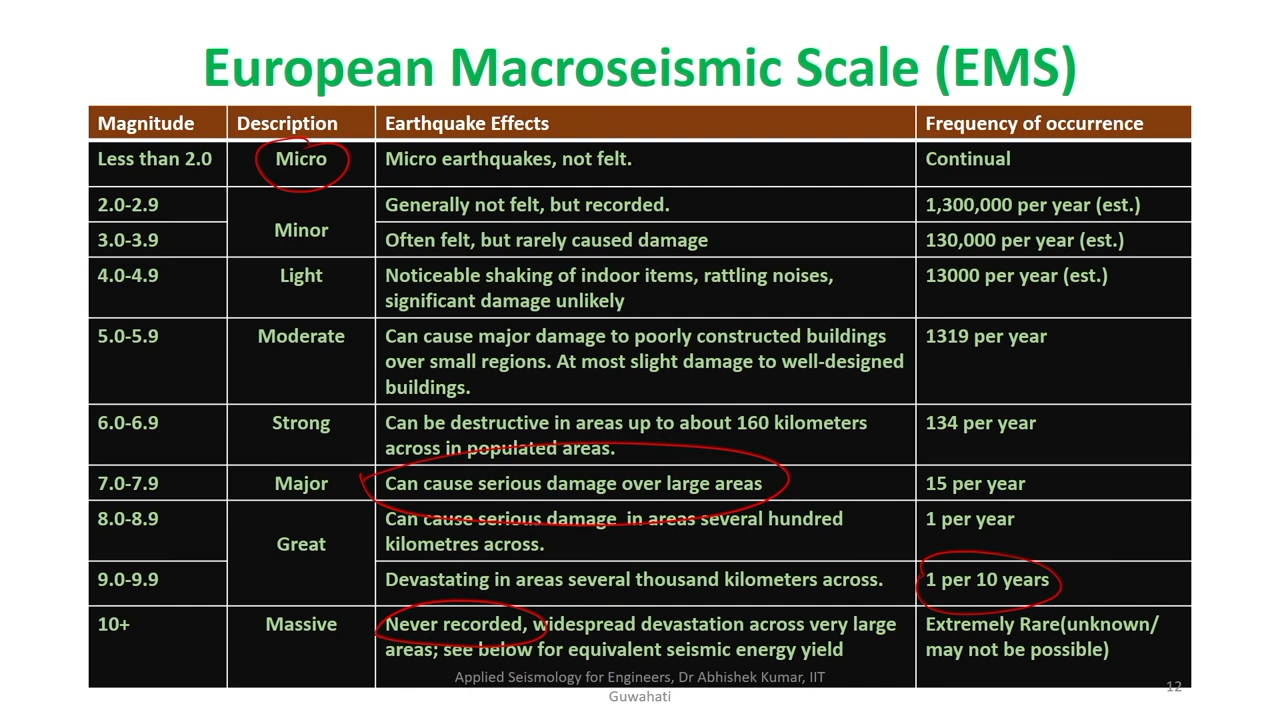 European Macroseismic Scale (EMS)
Magnitude Description Earthquake Effects Frequency of occurrence
Less than 2.0 Micro Micro earthquakes, not felt. Continual
2.0-2.9 Minor Generally not felt, but recorded. 1,300,000 per year (est.)
3.0-3.9 Often felt, but rarely caused damage 130,000 per year (est.)
4.0-4.9 Light Noticeable shaking of indoor items, rattling noises, 13000 per year (est.)
significant damage unlikely
5.0-5.9 Moderate Can cause major damage to poorly constructed buildings 1319 per year
over small regions. At most slight damage to well-designed
buildings.
6.0-6.9 Strong Can be destructive in areas up to about 160 kilometers 134 per year
across in populated areas.
7.0-7.9 Major Can cause serious damage over large areas 15 per year
8.0-8.9 Great Can cause serious damage in areas several hundred 1 per year
kilometres across.
9.0-9.9 Devastating in areas several thousand kilometers across. 1 per 10 years
10+ Massive Never recorded, widespread devastation across very large Extremely Rare(unknown/
areas; see below for equivalent seismic energy yield may not be possible)
Applied Seismology for Engineers, Dr Abhishek Kumar, IIT
Guwahati
12